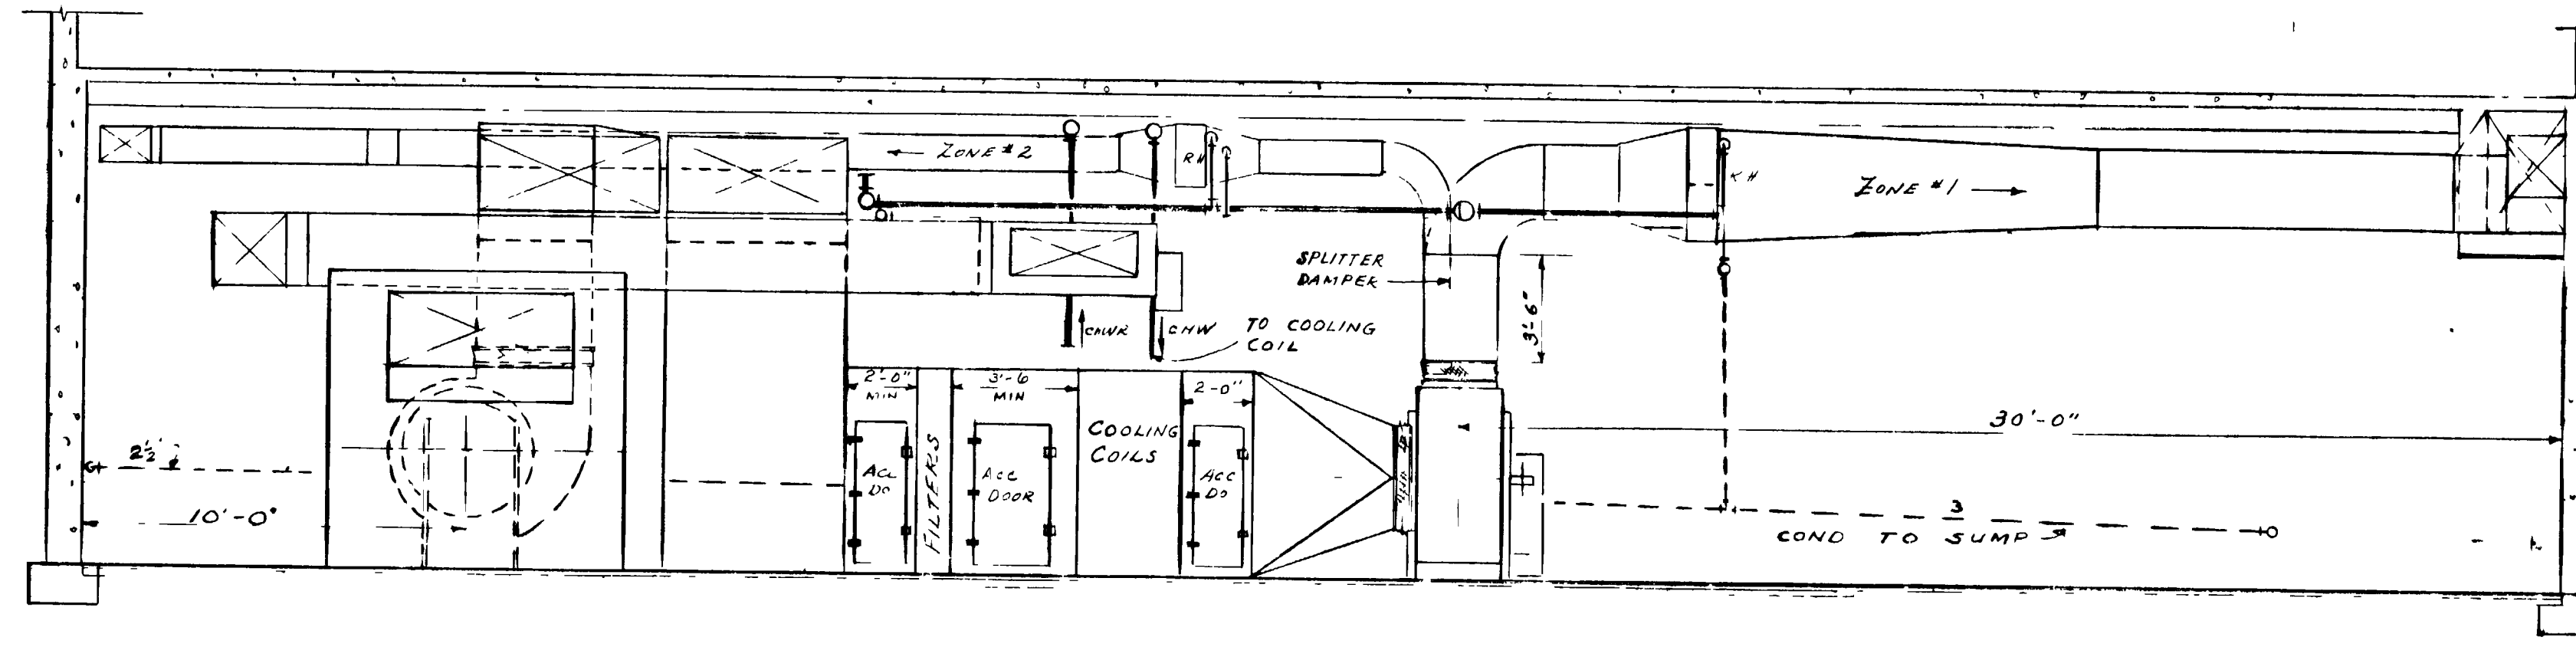 ZONE #2
RH
RH
ZONE #1
SPLITTER
DAMPER
3'-6"
CHWR
CHW
TO COOLING
COIL
2'-0"
MIN
3'-6
MIN
2-0"
30'-0"
COOLING
COILS
FILTERS
ACC
DO
ACC
DOOR
ACC
DO
2½
10'-0"
3
COND TO SUMP